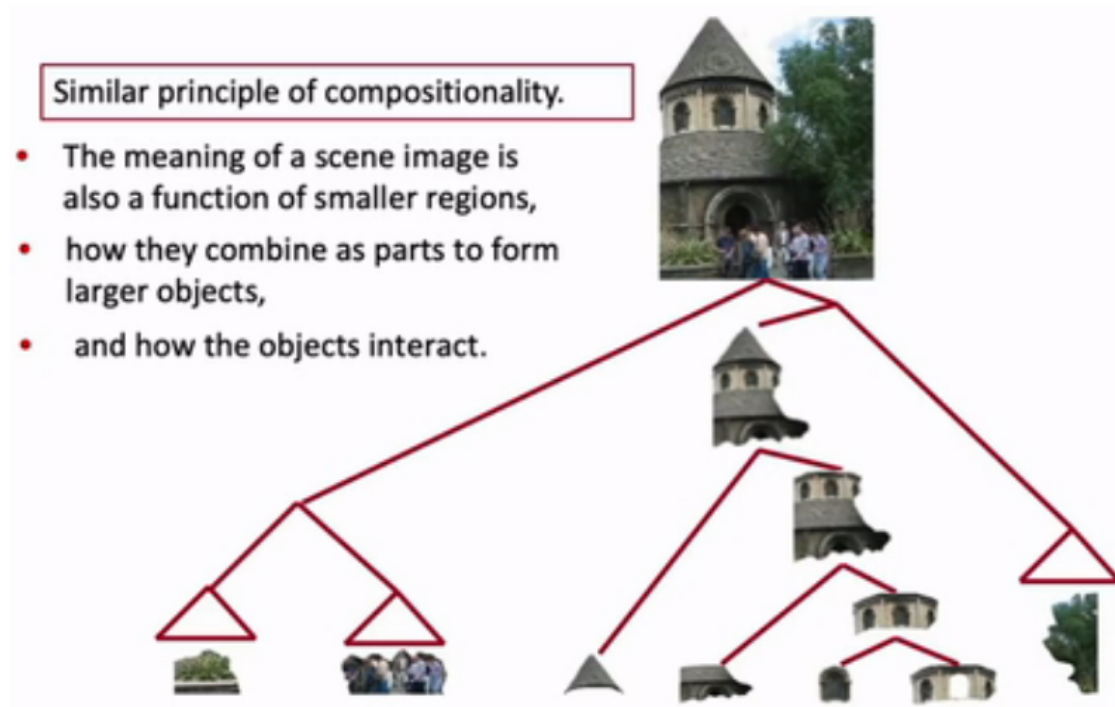 Similar principle of compositionality.
• The meaning of a scene image is
also a function of smaller regions,
• how they combine as parts to form
larger objects,
• and how the objects interact.